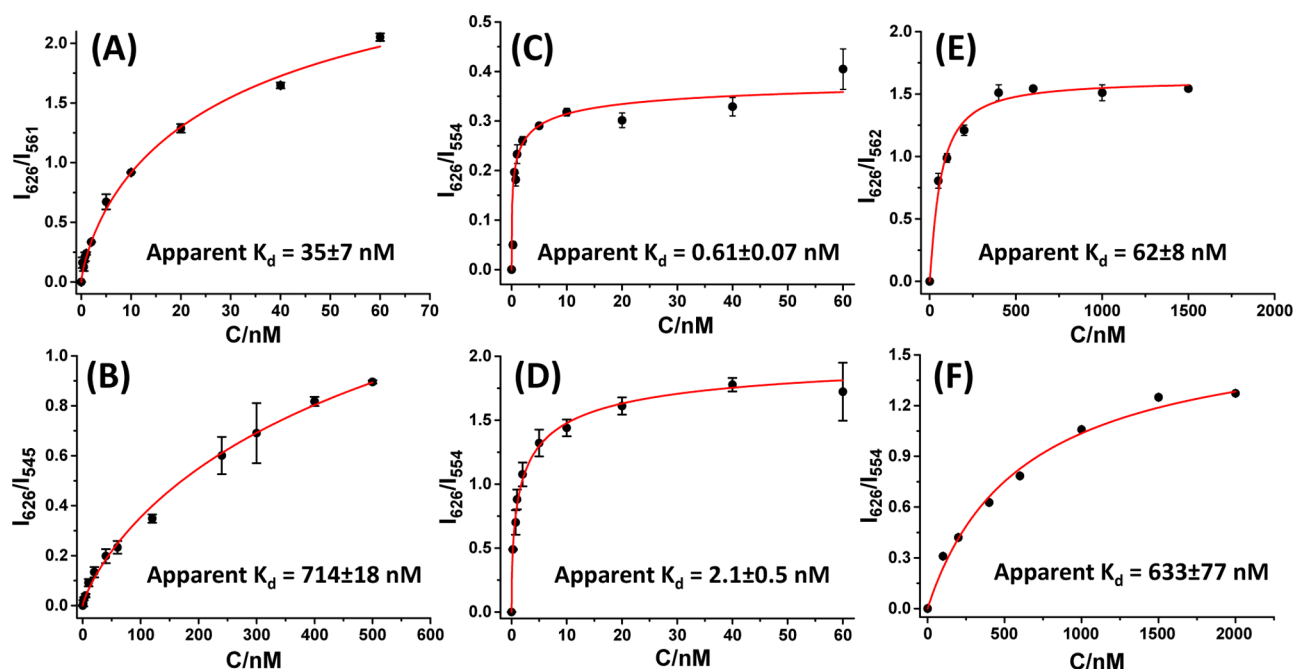 (A)
I626/I561
2.0
1.5
1.0
0.5
0.0
Apparent Kd = 35±7 nM
0 10 20 30 40 50 60 70
C/nM
(C)
I626/I554
0.5
0.4
0.3
0.2
0.1
0.0
Apparent Kd = 0.61±0.07 nM
0 10 20 30 40 50 60
C/nM
(E)
I626/I562
2.0
1.5
1.0
0.5
0.0
Apparent Kd = 62±8 nM
0 500 1000 1500 2000
C/nM
(B)
I626/I545
1.0
0.8
0.6
0.4
0.2
0.0
Apparent Kd = 714±18 nM
0 100 200 300 400 500 600
C/nM
(D)
I626/I554
2.0
1.5
1.0
0.5
0.0
Apparent Kd = 2.1±0.5 nM
0 10 20 30 40 50 60
C/nM
(F)
I626/I554
1.5
1.2
0.9
0.6
0.3
0.0
Apparent Kd = 633±77 nM
0 500 1000 1500 2000
C/nM